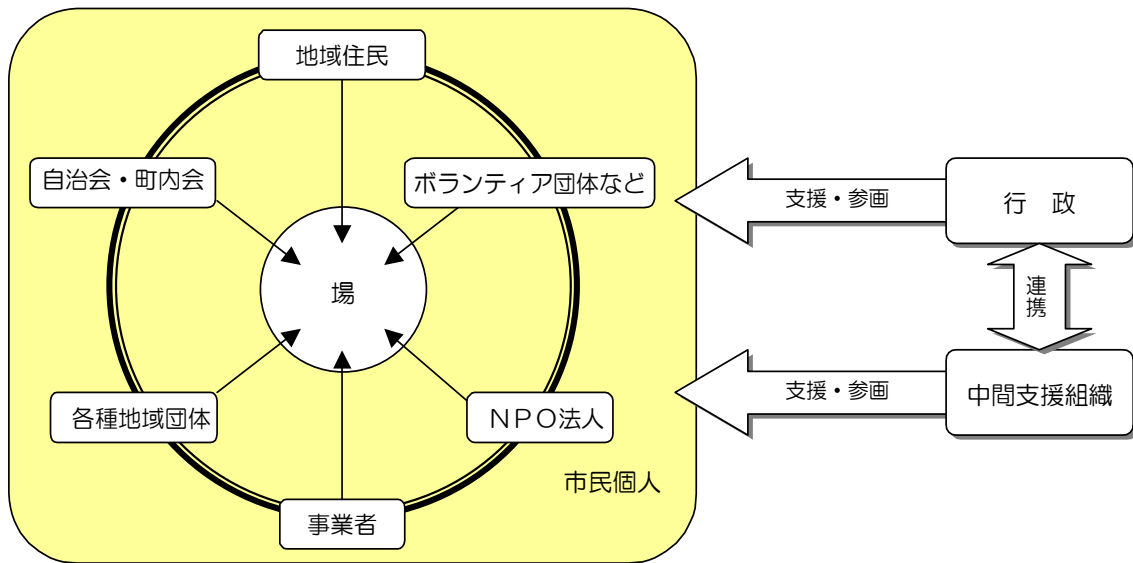 地域住民
自治会・町内会
ボランティア団体など
場
各種地域団体
ＮＰＯ法人
市民個人
事業者
支援・参画
行　政
連携
支援・参画
中間支援組織